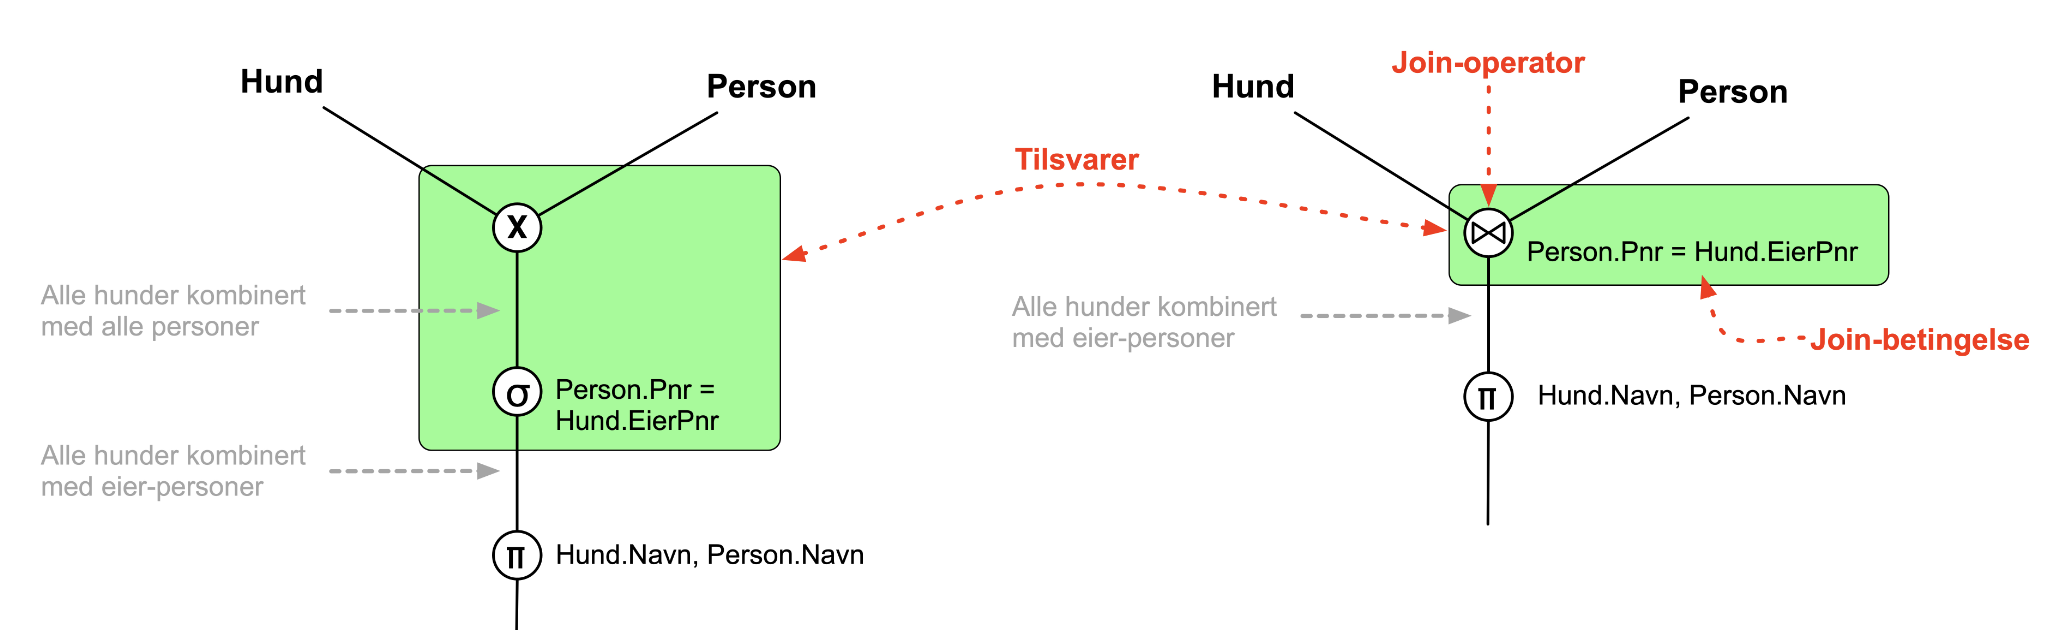 Hund
Person
X
Alle hunder kombinert
med alle personer
σ
Person.Pnr =
Hund.EierPnr
Alle hunder kombinert
med eier-personer
π
Hund.Navn, Person.Navn
Tilsvarer
Join-operator
Hund
Person
⋈
Person.Pnr = Hund.EierPnr
Alle hunder kombinert
med eier-personer
Join-betingelse
π
Hund.Navn, Person.Navn